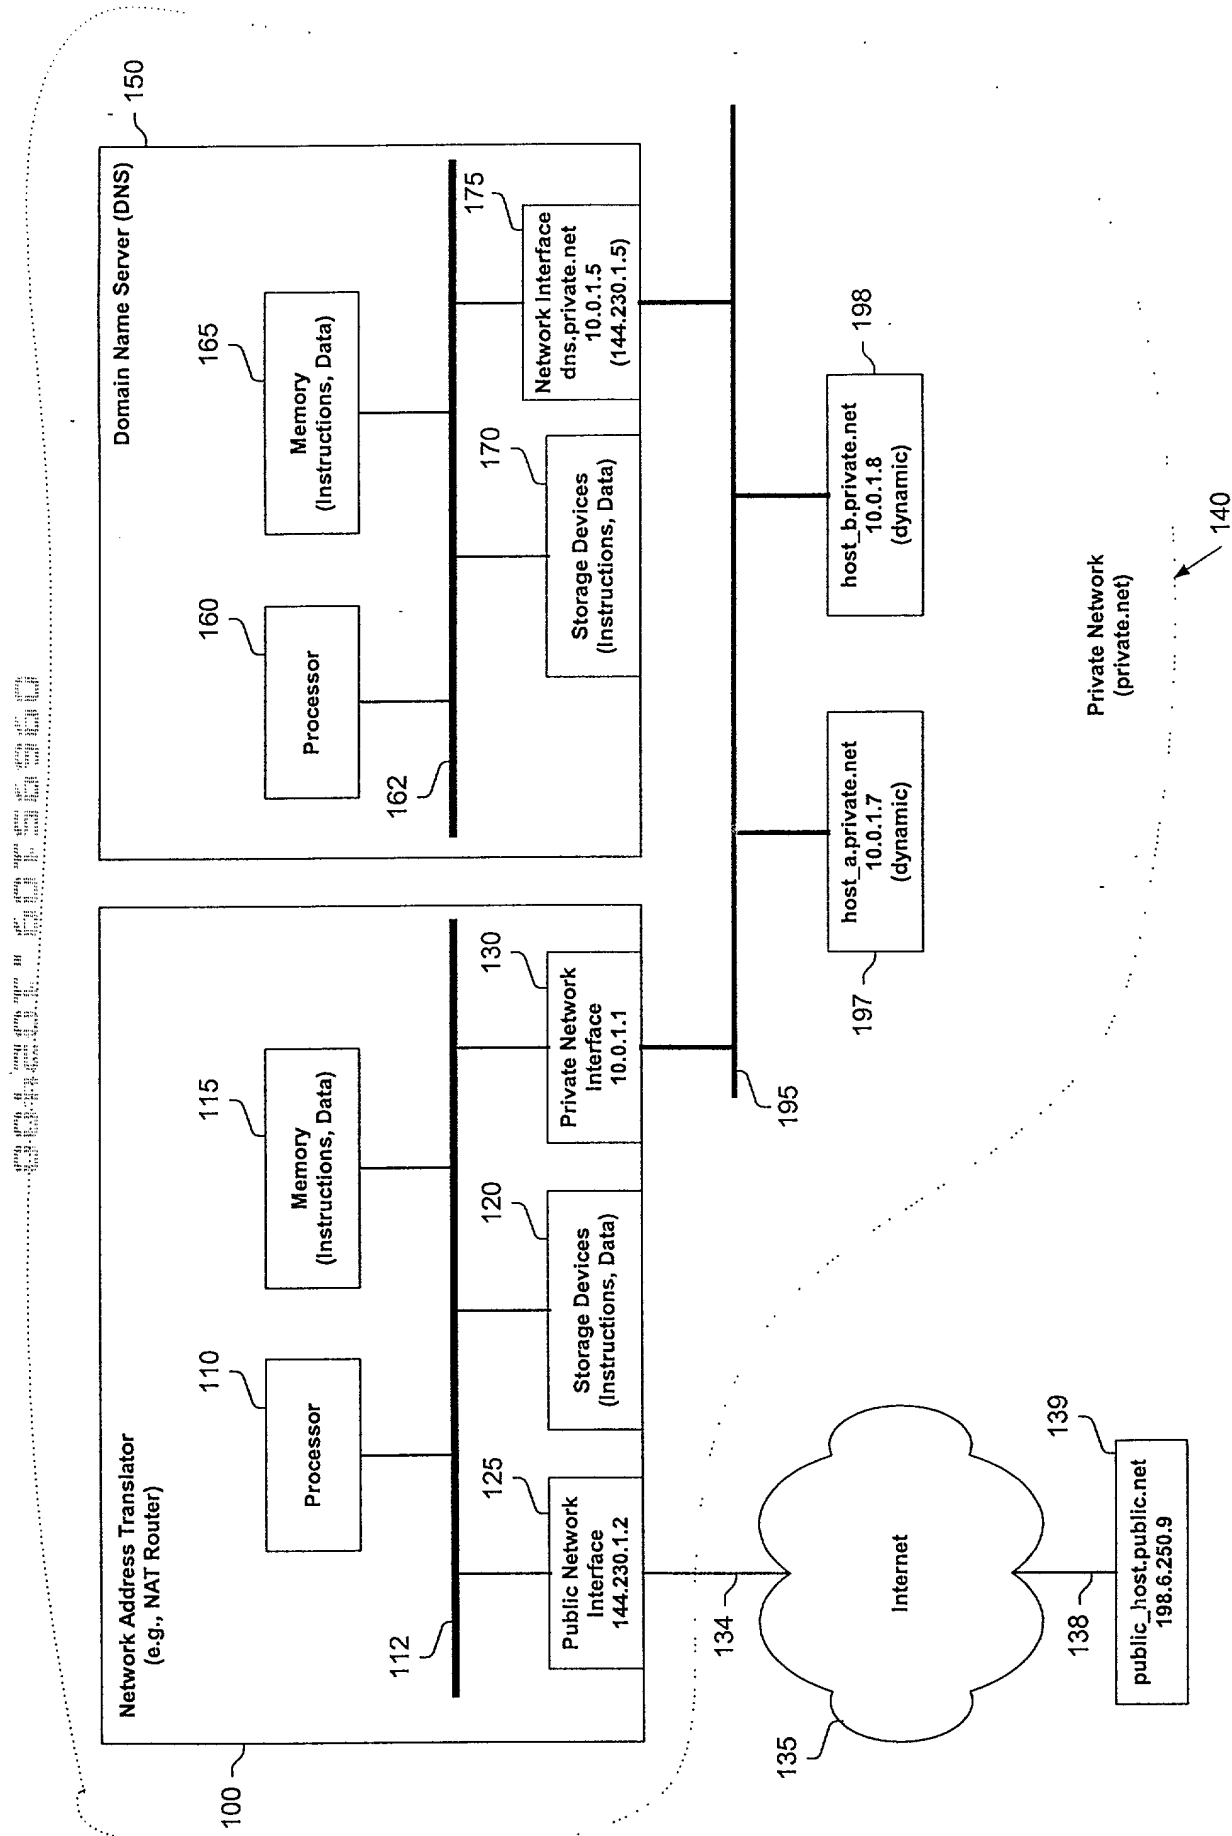 Network Address Translator
(e.g., NAT Router)
100
Processor
110
Memory
(Instructions, Data)
115
112
Public Network
Interface
144.230.1.2
125
Storage Devices
(Instructions, Data)
120
Private Network
Interface
10.0.1.1
130
Domain Name Server (DNS)
150
Processor
160
Memory
(Instructions, Data)
165
162
Storage Devices
(Instructions, Data)
170
Network Interface
dns.private.net
10.0.1.5
(144.230.1.5)
175
134
Internet
135
138
public_host.public.net
198.6.250.9
139
195
host_a.private.net
10.0.1.7
(dynamic)
197
host_b.private.net
10.0.1.8
(dynamic)
198
Private Network
(private.net)
140